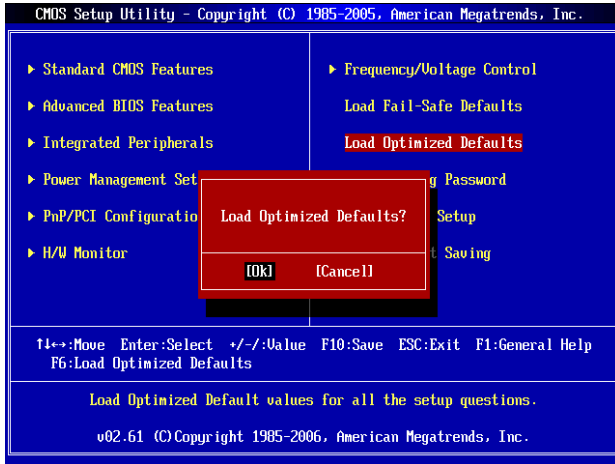 CMOS Setup Utility - Copyright (C) 1985-2005, American Megatrends, Inc.
Standard CMOS Features
Advanced BIOS Features
Integrated Peripherals
Power Management Set
PnP/PCI Configuratio
H/W Monitor
Frequency/Voltage Control
Load Fail-Safe Defaults
Load Optimized Defaults
g Password
Setup
t Saving
Load Optimized Defaults?
[Ok] [Cancel]
↑↓←→:Move Enter:Select +/-/:Value F10:Save ESC:Exit F1:General Help
F6:Load Optimized Defaults
Load Optimized Default values for all the setup questions.
v02.61 (C)Copyright 1985-2006, American Megatrends, Inc.